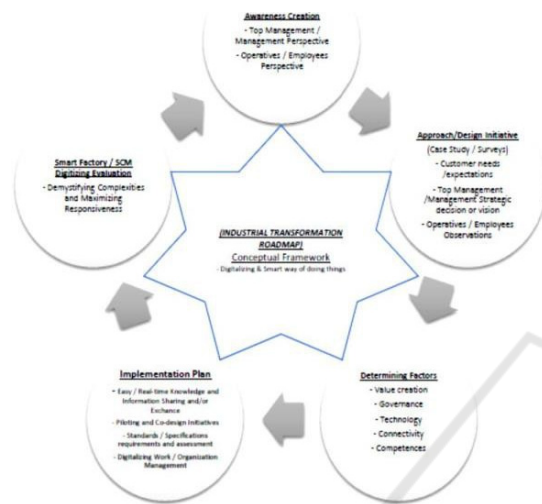 Awareness Creation
- Top Management /
Management Perspective
- Operatives / Employees
Perspective
Approach/Design Initiative
(Case Study / Surveys)
- Customer needs
/expectations
- Top Management
/Management Strategic
decision or vision
- Operatives / Employees
Observations
Smart Factory / SCM
Digitizing Evaluation
- Demystifying Complexities
and Maximizing
Responsiveness
(INDUSTRIAL TRANSFORMATION
ROADMAP)
Conceptual Framework
- Digitalizing & Smart way of doing things
Implementation Plan
- Easy / Real-time Knowledge and
Information Sharing and/or
Exchange
- Piloting and Co-design Initiatives
- Standards / Specifications
requirements and assessment
- Digitalizing Work / Organization
Management
Determining Factors
- Value creation
- Governance
- Technology
- Connectivity
- Competences